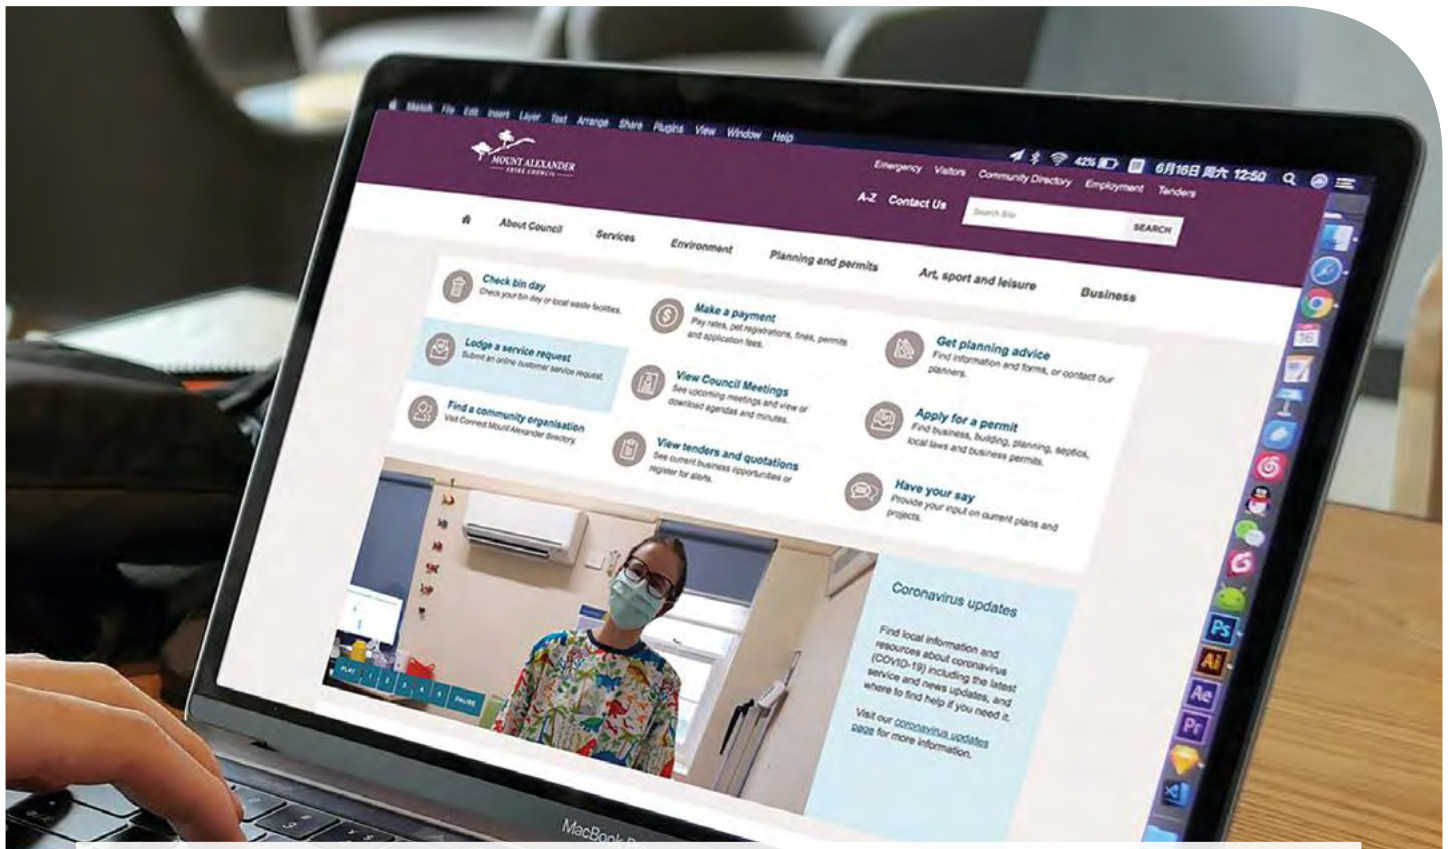 Sketch File Edit Insert Layer Text Arrange Share Plugins View Window Help
42% 6月16日 周六 12:50
MOUNT ALEXANDER
SHIRE COUNCIL
Emergency Visitors Community Directory Employment Tenders
A-Z Contact Us Search Site SEARCH
About Council Services Environment Planning and permits Art, sport and leisure Business
Check bin day
Check your bin day or local waste facilities.
Lodge a service request
Submit an online customer service request.
Find a community organisation
Visit Connect Mount Alexander directory.
Make a payment
Pay rates, pet registrations, fines, permits
and application fees.
View Council Meetings
See upcoming meetings and view or
download agendas and minutes.
View tenders and quotations
See current business opportunities or
register for alerts.
Get planning advice
Find information and forms, or contact our
planners.
Apply for a permit
Find business, building, planning, septics,
local laws and business permits.
Have your say
Provide your input on current plans and
projects.
PLAY 1 2 3 4 5 PAUSE
Coronavirus updates
Find local information and
resources about coronavirus
(COVID-19) including the latest
service and news updates, and
where to find help if you need it.
Visit our coronavirus updates
page for more information.
16
Ps
Ai
Ae
Pr
MacBook